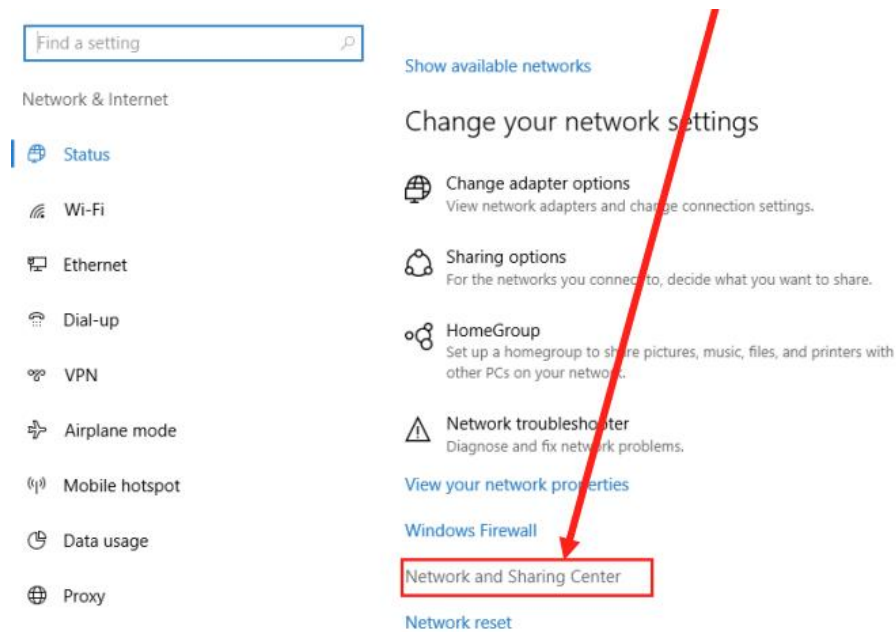 Find a setting
Network & Internet
Status
Wi-Fi
Ethernet
Dial-up
VPN
Airplane mode
Mobile hotspot
Data usage
Proxy
Show available networks
Change your network settings
Change adapter options
View network adapters and change connection settings.
Sharing options
For the networks you connect to, decide what you want to share.
HomeGroup
Set up a homegroup to share pictures, music, files, and printers with
other PCs on your network.
Network troubleshooter
Diagnose and fix network problems.
View your network properties
Windows Firewall
Network and Sharing Center
Network reset